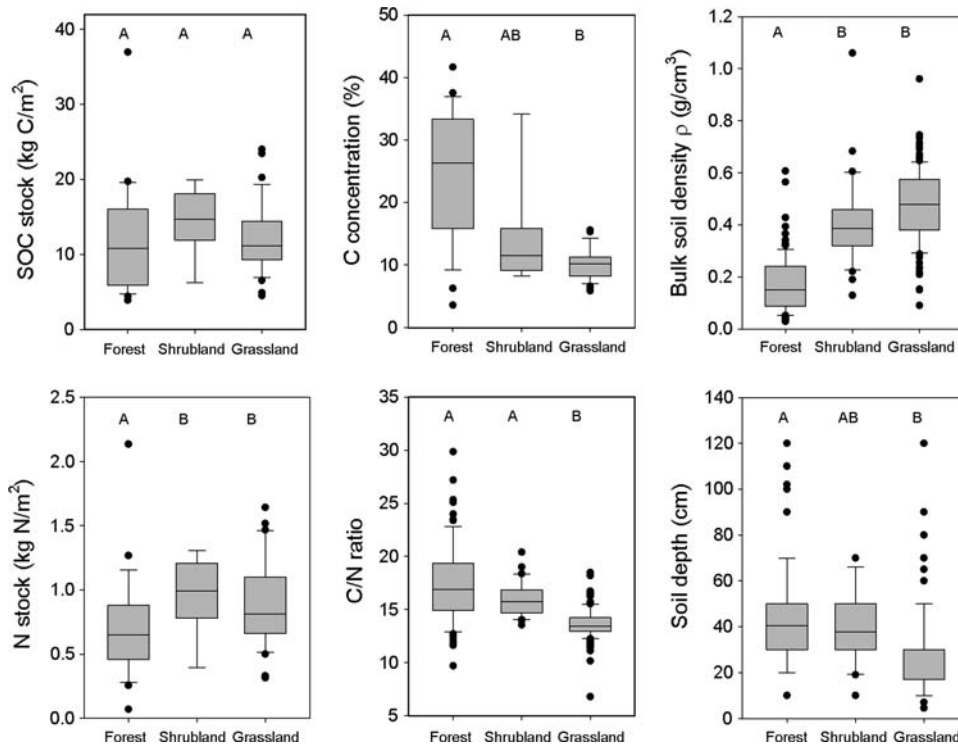 SOC stock (kg C/m²)
40
30
20
10
0
A A A
Forest Shrubland Grassland
C concentration (%)
50
40
30
20
10
0
A AB B
Forest Shrubland Grassland
Bulk soil density ρ (g/cm³)
1.2
1.0
0.8
0.6
0.4
0.2
0.0
A B B
Forest Shrubland Grassland
N stock (kg N/m²)
2.5
2.0
1.5
1.0
0.5
0.0
A B B
Forest Shrubland Grassland
C/N ratio
35
30
25
20
15
10
5
A A B
Forest Shrubland Grassland
Soil depth (cm)
140
120
100
80
60
40
20
0
A AB B
Forest Shrubland Grassland